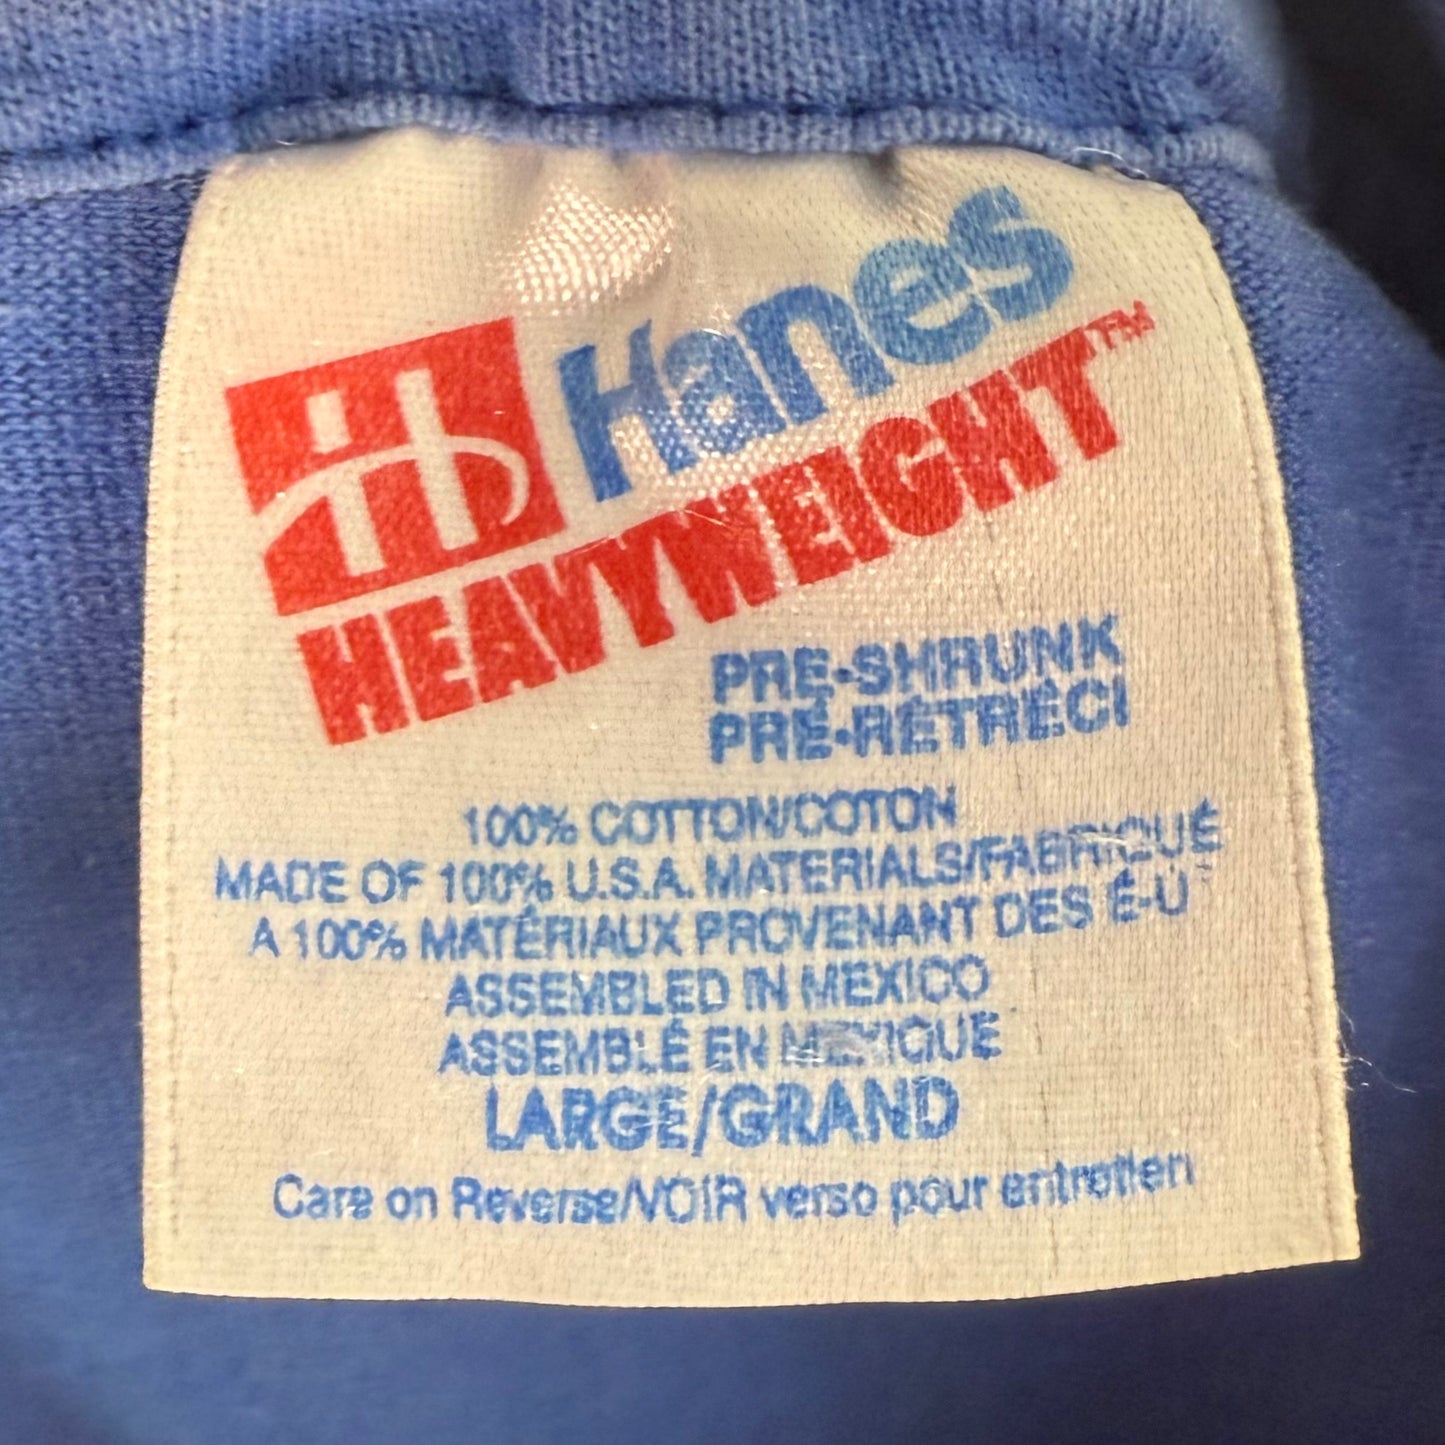 Hanes
HEAVYWEIGHT™
PRE-SHRUNK
PRÉ-RÉTRÉCI
100% COTTON/COTON
MADE OF 100% U.S.A. MATERIALS/FABRIQUÉ
A 100% MATÉRIAUX PROVENANT DES É-U
ASSEMBLED IN MEXICO
ASSEMBLÉ EN MEXIQUE
LARGE/GRAND
Care on Reverse/VOIR verso pour entretien